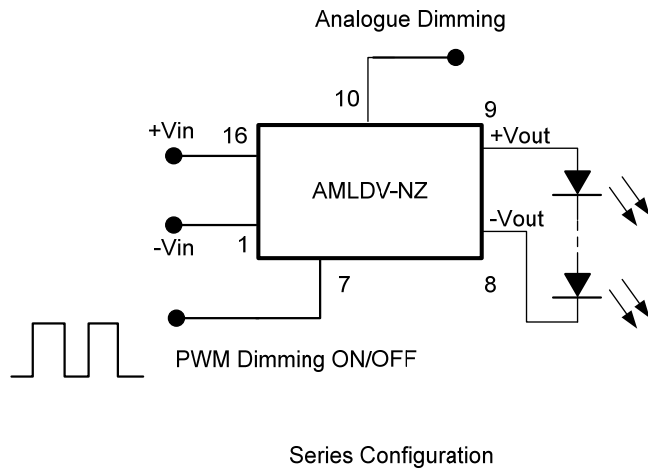 Analogue Dimming
10
9
+Vin
16
+Vout
AMLDV-NZ
-Vout
-Vin
1
7
8
PWM Dimming ON/OFF
Series Configuration